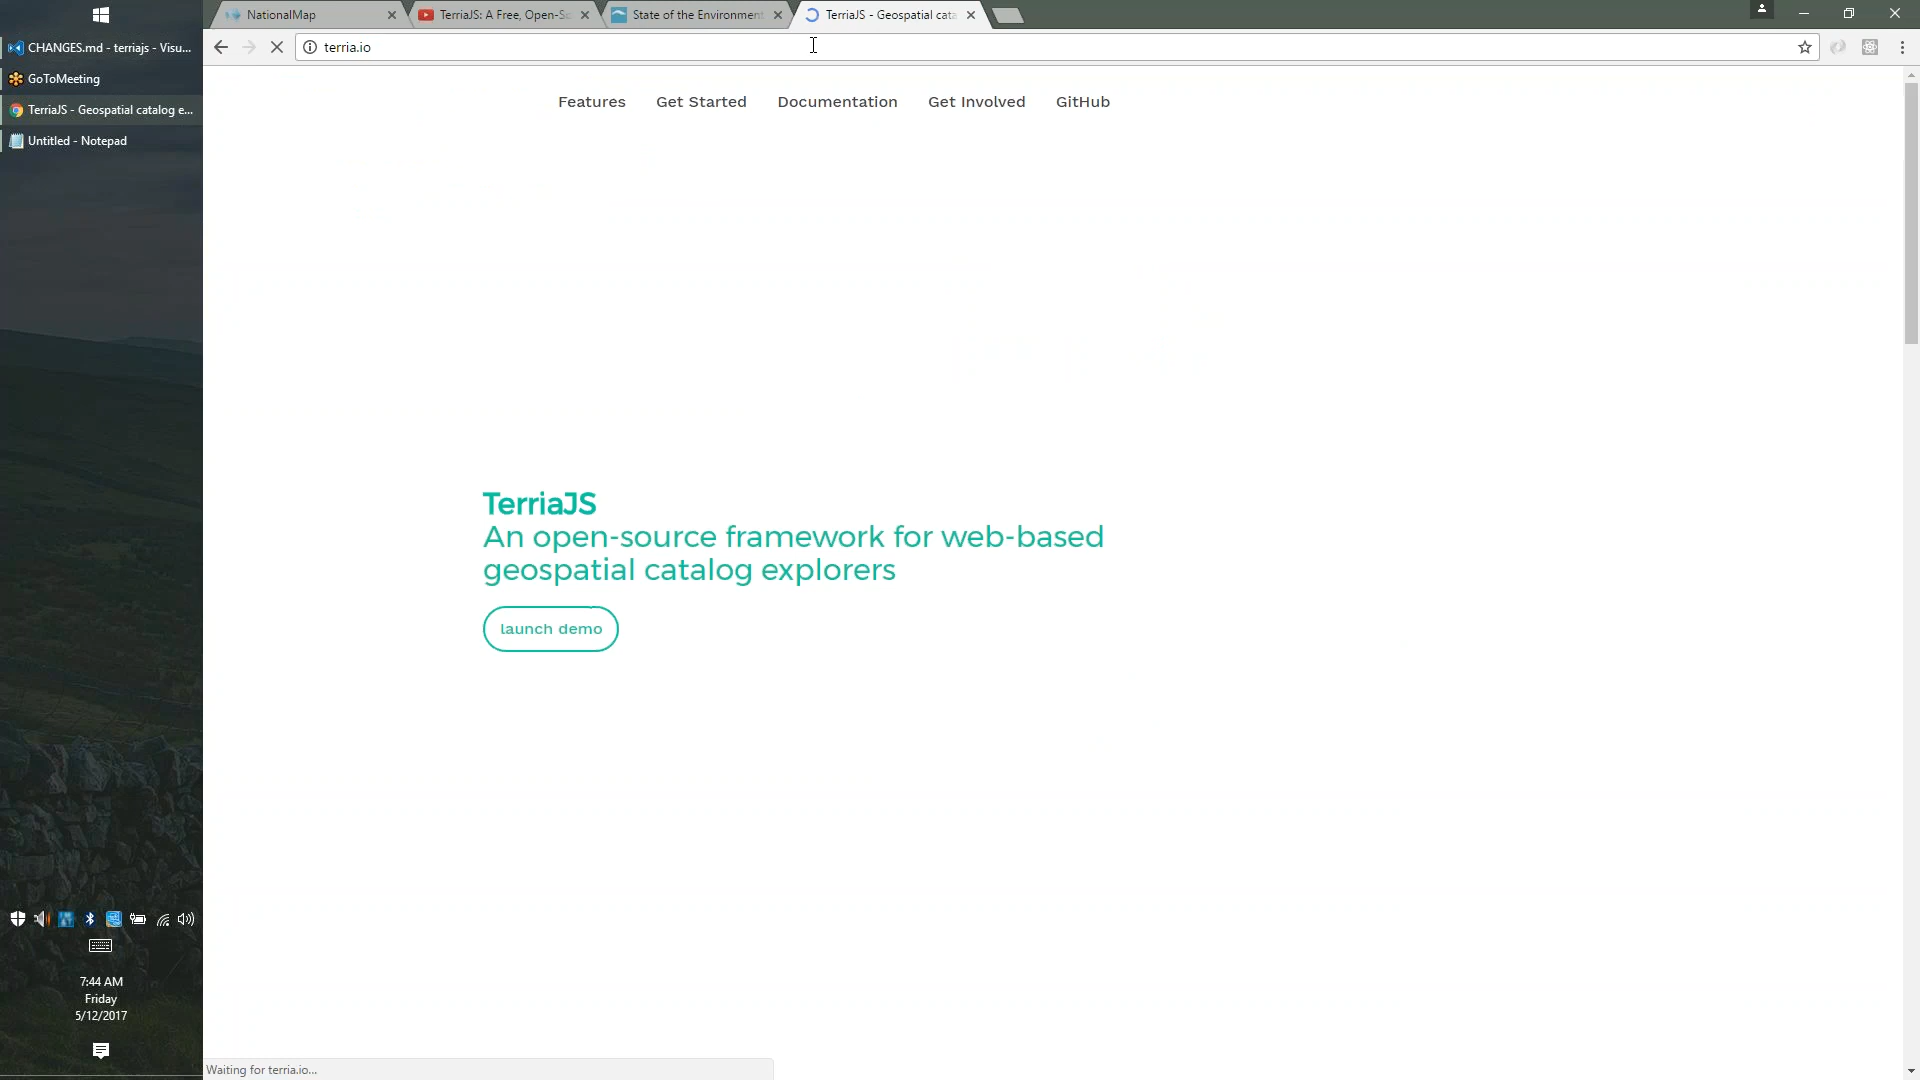 NationalMap
TerriaJS: A Free, Open-So
State of the Environment
TerriaJS - Geospatial cata
CHANGES.md - terriajs - Visu...
terria.io
GoToMeeting
TerriaJS - Geospatial catalog e...
Untitled - Notepad
Features
Get Started
Documentation
Get Involved
GitHub
TerriaJS
An open-source framework for web-based
geospatial catalog explorers
launch demo
7:44 AM
Friday
5/12/2017
Waiting for terria.io...